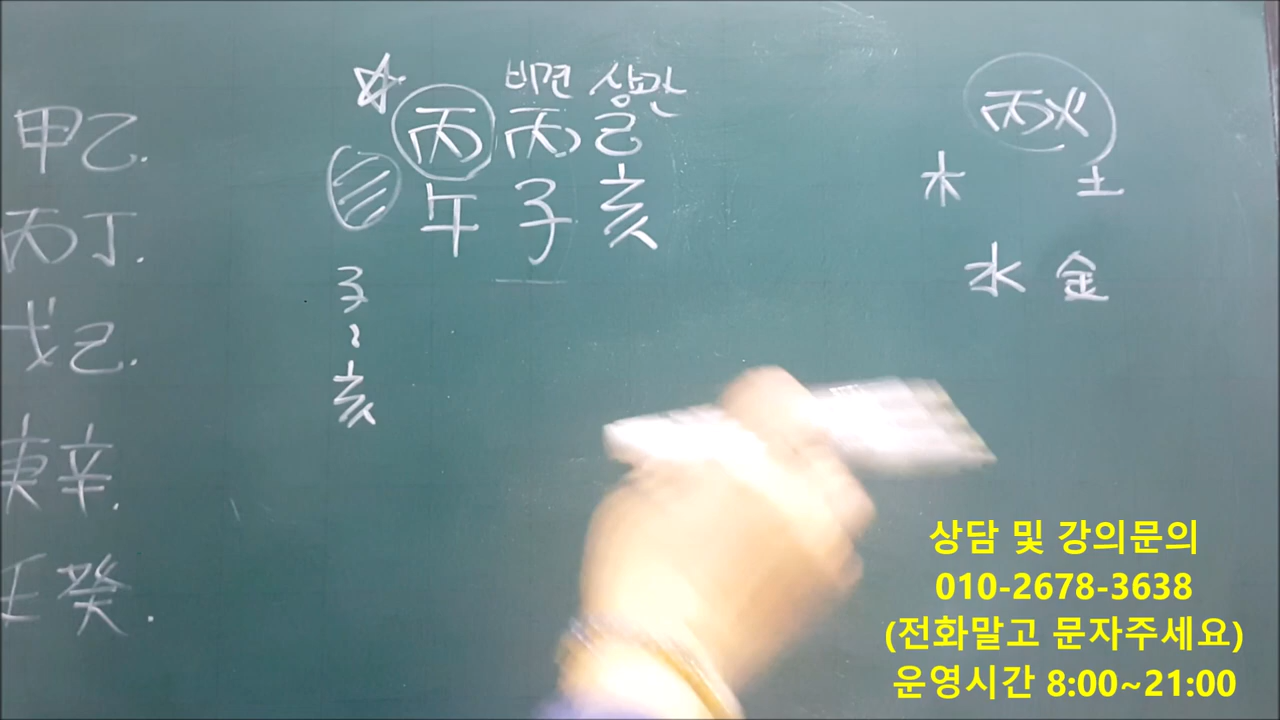 甲乙.
丙丁.
戊己.
庚辛.
壬癸.
비견 상관
丙 丙 己
午 子 亥
子
~
亥
丙火
木 土
水 金
상담 및 강의문의
010-2678-3638
(전화말고 문자주세요)
운영시간 8:00~21:00